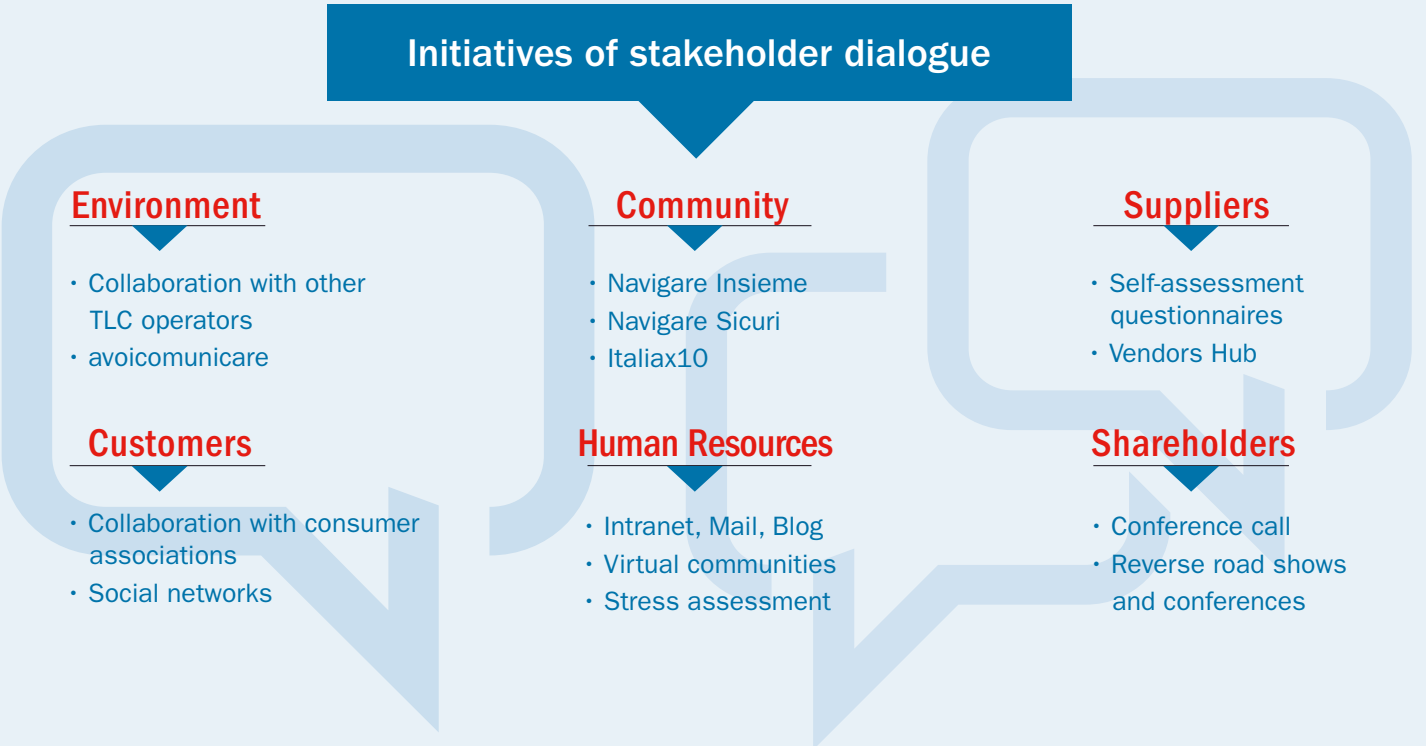 Initiatives of stakeholder dialogue
Environment
· Collaboration with other
TLC operators
· avoicomunicare
Community
· Navigare Insieme
· Navigare Sicuri
· Italiax10
Suppliers
· Self-assessment
questionnaires
· Vendors Hub
Customers
· Collaboration with consumer
associations
· Social networks
Human Resources
· Intranet, Mail, Blog
· Virtual communities
· Stress assessment
Shareholders
· Conference call
· Reverse road shows
and conferences